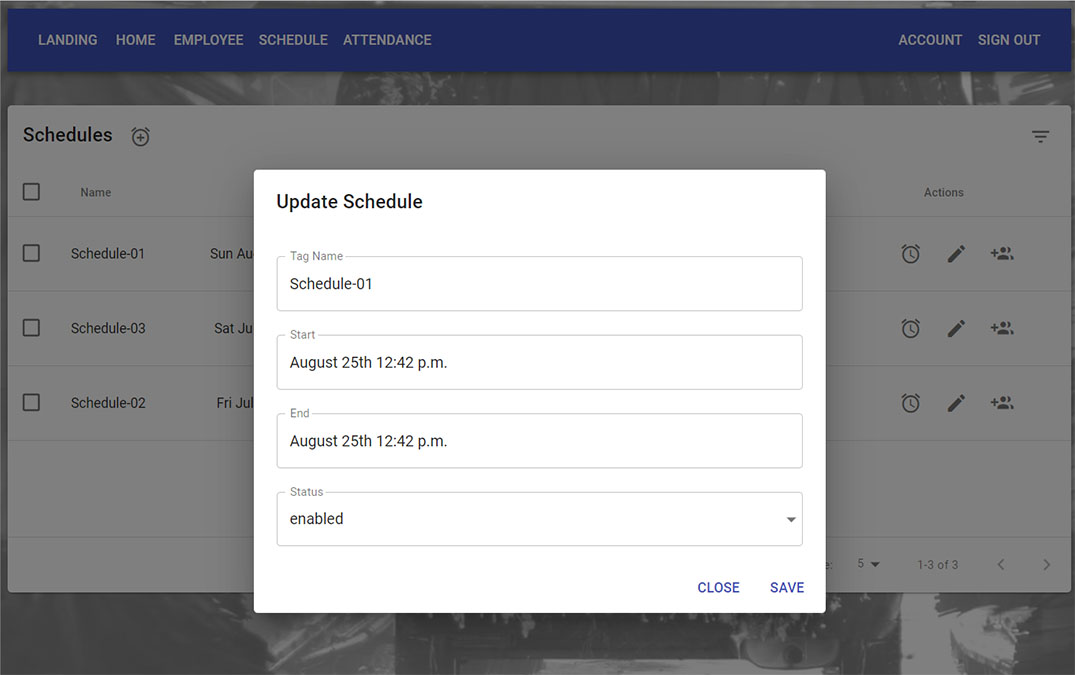 LANDING HOME EMPLOYEE SCHEDULE ATTENDANCE ACCOUNT SIGN OUT
Schedules
Name Actions
Schedule-01 Sun Au
Schedule-03 Sat Ju
Schedule-02 Fri Jul
5 1-3 of 3
Update Schedule
Tag Name
Schedule-01
Start
August 25th 12:42 p.m.
End
August 25th 12:42 p.m.
Status
enabled
CLOSE SAVE